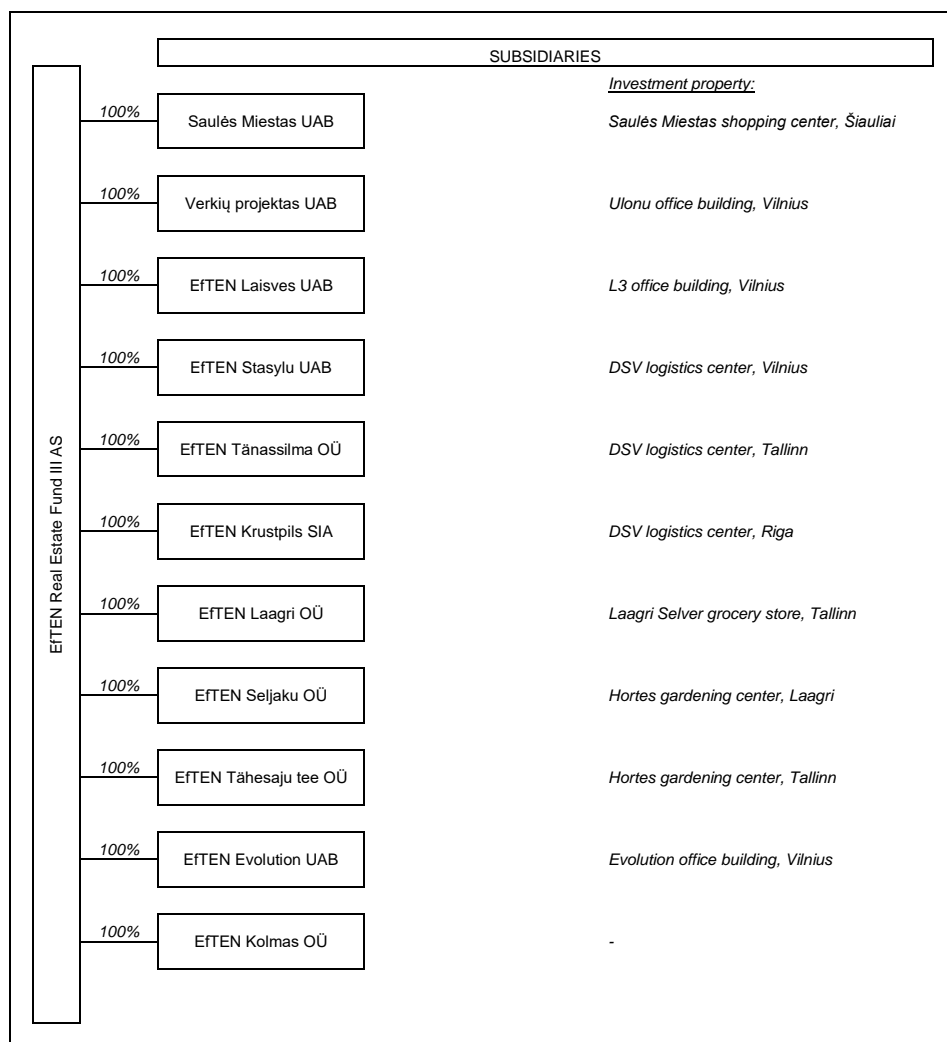 SUBSIDIARIES
EfTEN Real Estate Fund III AS
Investment property:
100%
Saulės Miestas UAB
Saulės Miestas shopping center, Šiauliai
100%
Verkių projektas UAB
Ulonu office building, Vilnius
100%
EfTEN Laisves UAB
L3 office building, Vilnius
100%
EfTEN Stasylu UAB
DSV logistics center, Vilnius
100%
EfTEN Tänassilma OÜ
DSV logistics center, Tallinn
100%
EfTEN Krustpils SIA
DSV logistics center, Riga
100%
EfTEN Laagri OÜ
Laagri Selver grocery store, Tallinn
100%
EfTEN Seljaku OÜ
Hortes gardening center, Laagri
100%
EfTEN Tähesaju tee OÜ
Hortes gardening center, Tallinn
100%
EfTEN Evolution UAB
Evolution office building, Vilnius
100%
EfTEN Kolmas OÜ
-